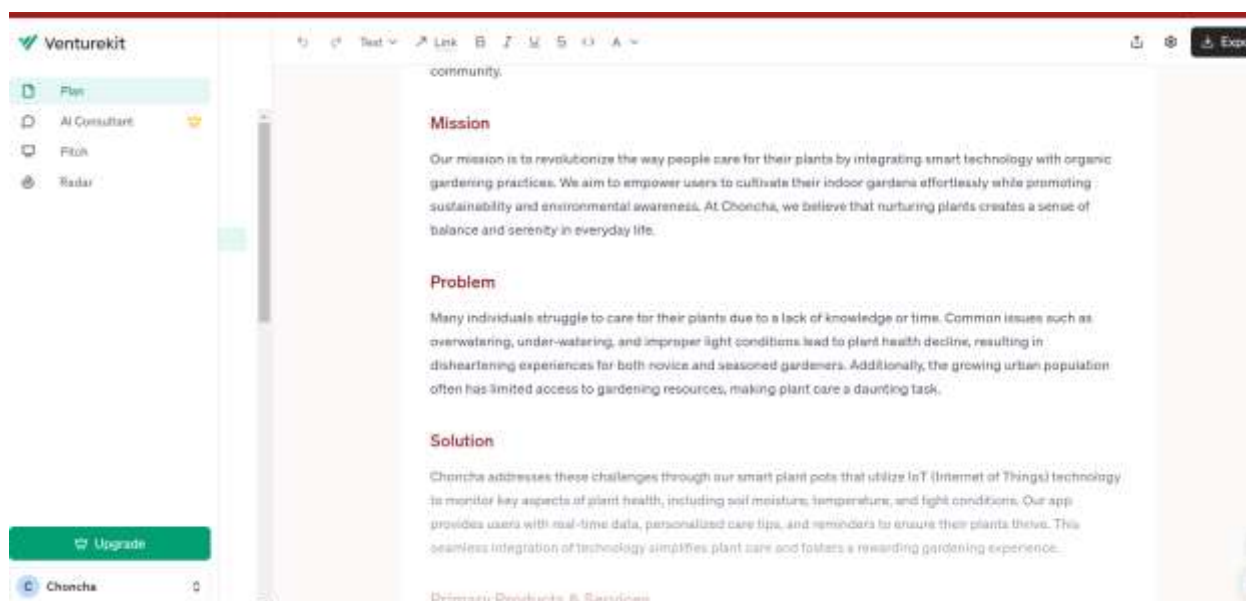 Venturekit
Text
Link
B I U S <> A
Expo
Plan
AI Consultant
Pitch
Radar
community.
Mission
Our mission is to revolutionize the way people care for their plants by integrating smart technology with organic
gardening practices. We aim to empower users to cultivate their indoor gardens effortlessly while promoting
sustainability and environmental awareness. At Choncha, we believe that nurturing plants creates a sense of
balance and serenity in everyday life.
Problem
Many individuals struggle to care for their plants due to a lack of knowledge or time. Common issues such as
overwatering, under-watering, and improper light conditions lead to plant health decline, resulting in
disheartening experiences for both novice and seasoned gardeners. Additionally, the growing urban population
often has limited access to gardening resources, making plant care a daunting task.
Solution
Choncha addresses these challenges through our smart plant pots that utilize IoT (Internet of Things) technology
to monitor key aspects of plant health, including soil moisture, temperature, and light conditions. Our app
provides users with real-time data, personalized care tips, and reminders to ensure their plants thrive. This
seamless integration of technology simplifies plant care and fosters a rewarding gardening experience.
Primary Products & Services
Upgrade
C Choncha